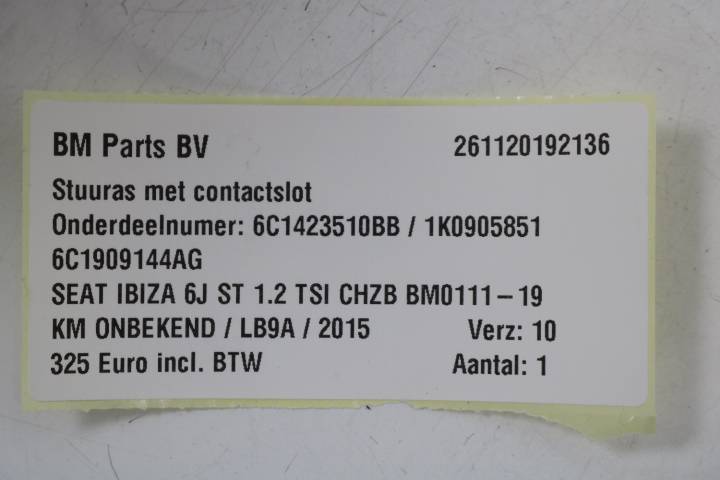 BM Parts BV 261120192136
Stuuras met contactslot
Onderdeelnumer: 6C1423510BB / 1K0905851
6C1909144AG
SEAT IBIZA 6J ST 1.2 TSI CHZB BM0111-19
KM ONBEKEND / LB9A / 2015 Verz: 10
325 Euro incl. BTW Aantal: 1